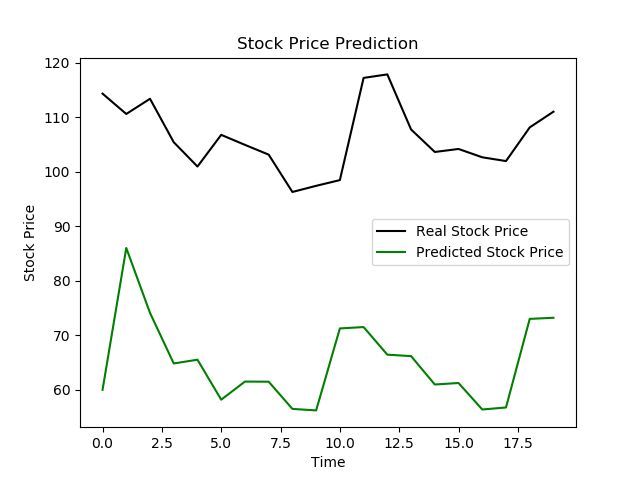 Stock Price Prediction
120
110
100
90
80
70
60
Stock Price
Real Stock Price
Predicted Stock Price
0.0 2.5 5.0 7.5 10.0 12.5 15.0 17.5
Time